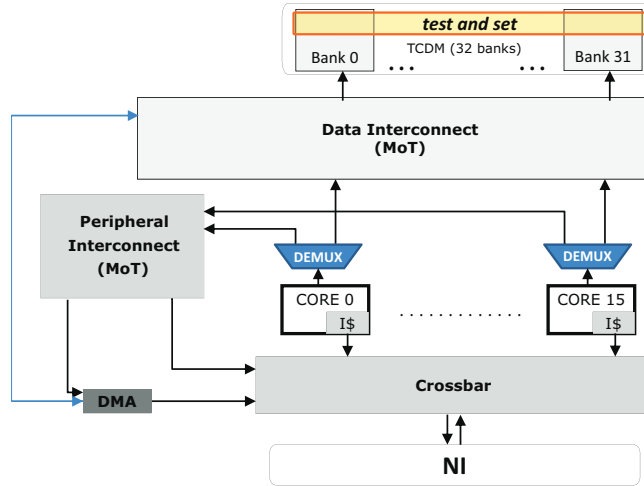 test and set
Bank 0
TCDM (32 banks)
Bank 31
... ...
Data Interconnect
(MoT)
Peripheral
Interconnect
(MoT)
DEMUX
DEMUX
CORE 0
I$
..............
CORE 15
I$
Crossbar
DMA
NI